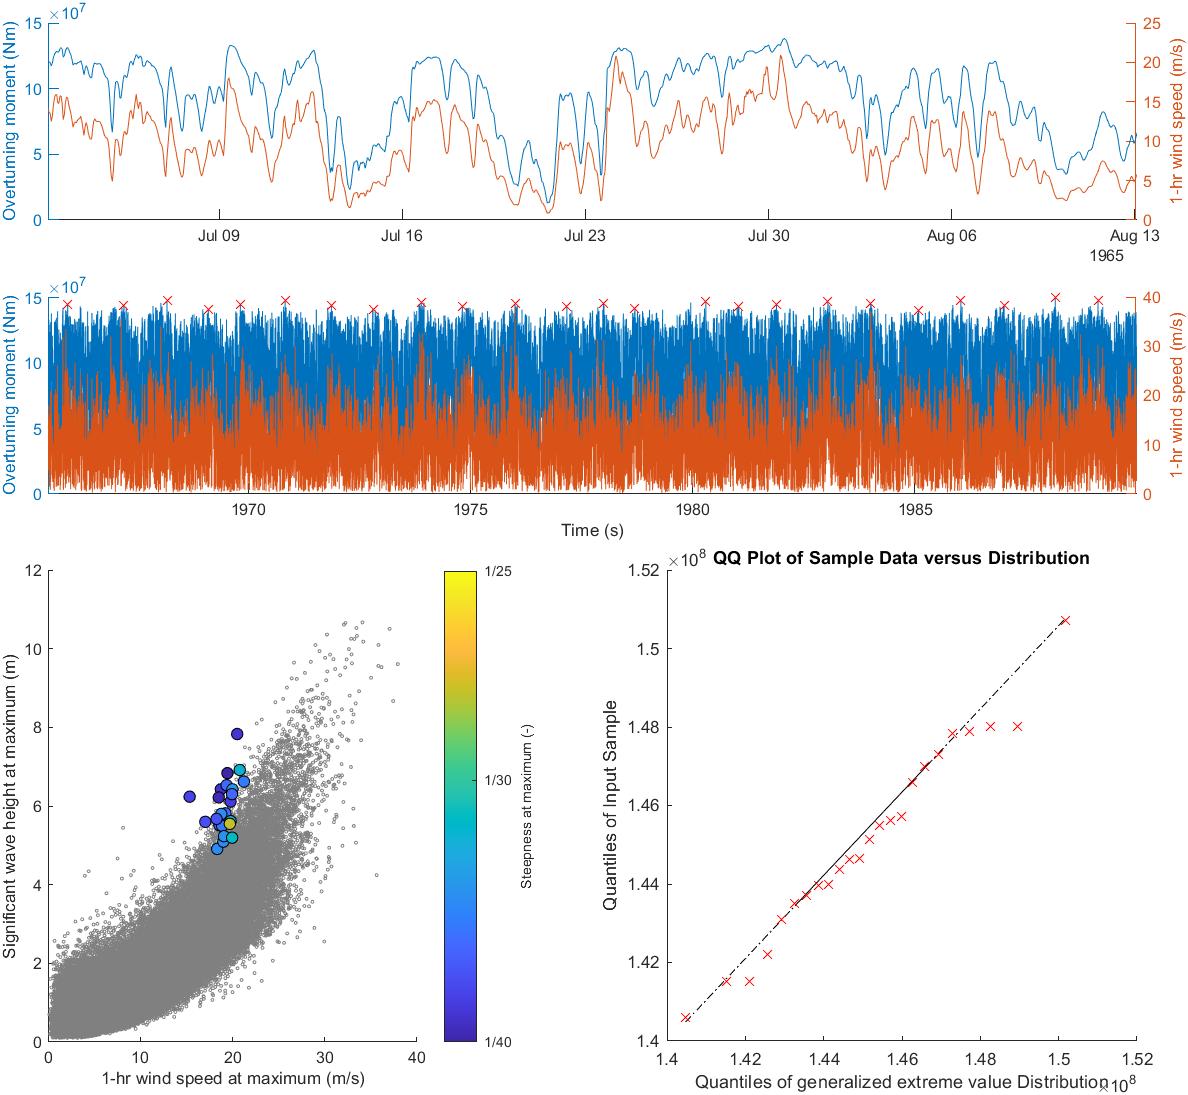 ×10⁷
15
10
5
0
Overturning moment (Nm)
25
20
15
10
5
0
1-hr wind speed (m/s)
Jul 09 Jul 16 Jul 23 Jul 30 Aug 06 Aug 13
1965
×10⁷
15
10
5
0
Overturning moment (Nm)
40
30
20
10
0
1-hr wind speed (m/s)
1970 1975 1980 1985
Time (s)
12
10
8
6
4
2
0
Significant wave height at maximum (m)
0 10 20 30 40
1-hr wind speed at maximum (m/s)
1/25
1/30
1/40
Steepness at maximum (-)
×10⁸
QQ Plot of Sample Data versus Distribution
1.52
1.5
1.48
1.46
1.44
1.42
1.4
Quantiles of Input Sample
1.4 1.42 1.44 1.46 1.48 1.5 1.52
Quantiles of generalized extreme value Distribution
×10⁸